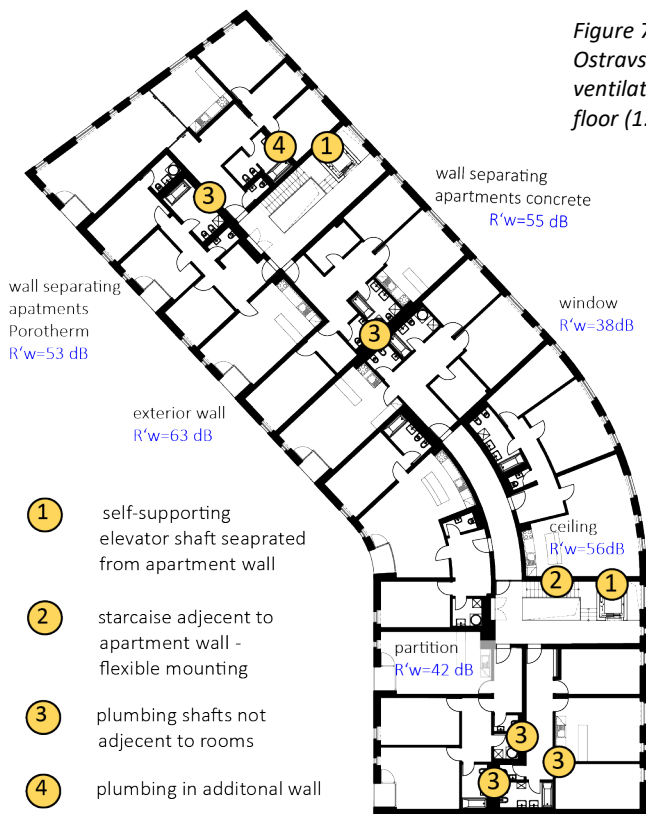 Figure 7
Ostravs
ventilat
floor (1.
4
1
3
wall separating
apartments concrete
R‘w=55 dB
wall separating
apatments
Porotherm
R‘w=53 dB
window
R‘w=38dB
3
exterior wall
R‘w=63 dB
1 self-supporting
elevator shaft seaprated
from apartment wall
ceiling
R‘w=56dB
2
1
2 starcaise adjecent to
apartment wall -
flexible mounting
partition
R‘w=42 dB
3 plumbing shafts not
adjecent to rooms
3
3
3
4 plumbing in additonal wall